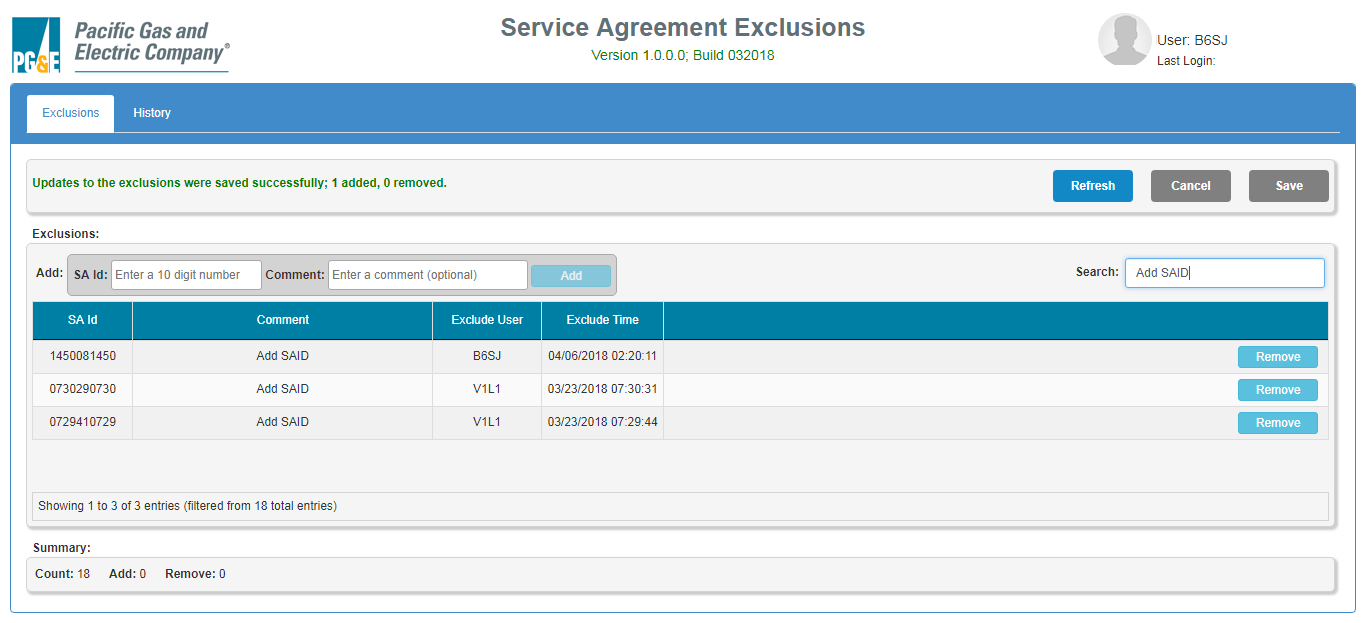 PG&E Pacific Gas and
Electric Company®
Service Agreement Exclusions
Version 1.0.0.0; Build 032018
User: B6SJ
Last Login:
Exclusions History
Updates to the exclusions were saved successfully; 1 added, 0 removed.
Refresh Cancel Save
Exclusions:
Add: SA Id: Enter a 10 digit number Comment: Enter a comment (optional) Add Search: Add SAID
SA Id Comment Exclude User Exclude Time
1450081450 Add SAID B6SJ 04/06/2018 02:20:11 Remove
0730290730 Add SAID V1L1 03/23/2018 07:30:31 Remove
0729410729 Add SAID V1L1 03/23/2018 07:29:44 Remove
Showing 1 to 3 of 3 entries (filtered from 18 total entries)
Summary:
Count: 18 Add: 0 Remove: 0